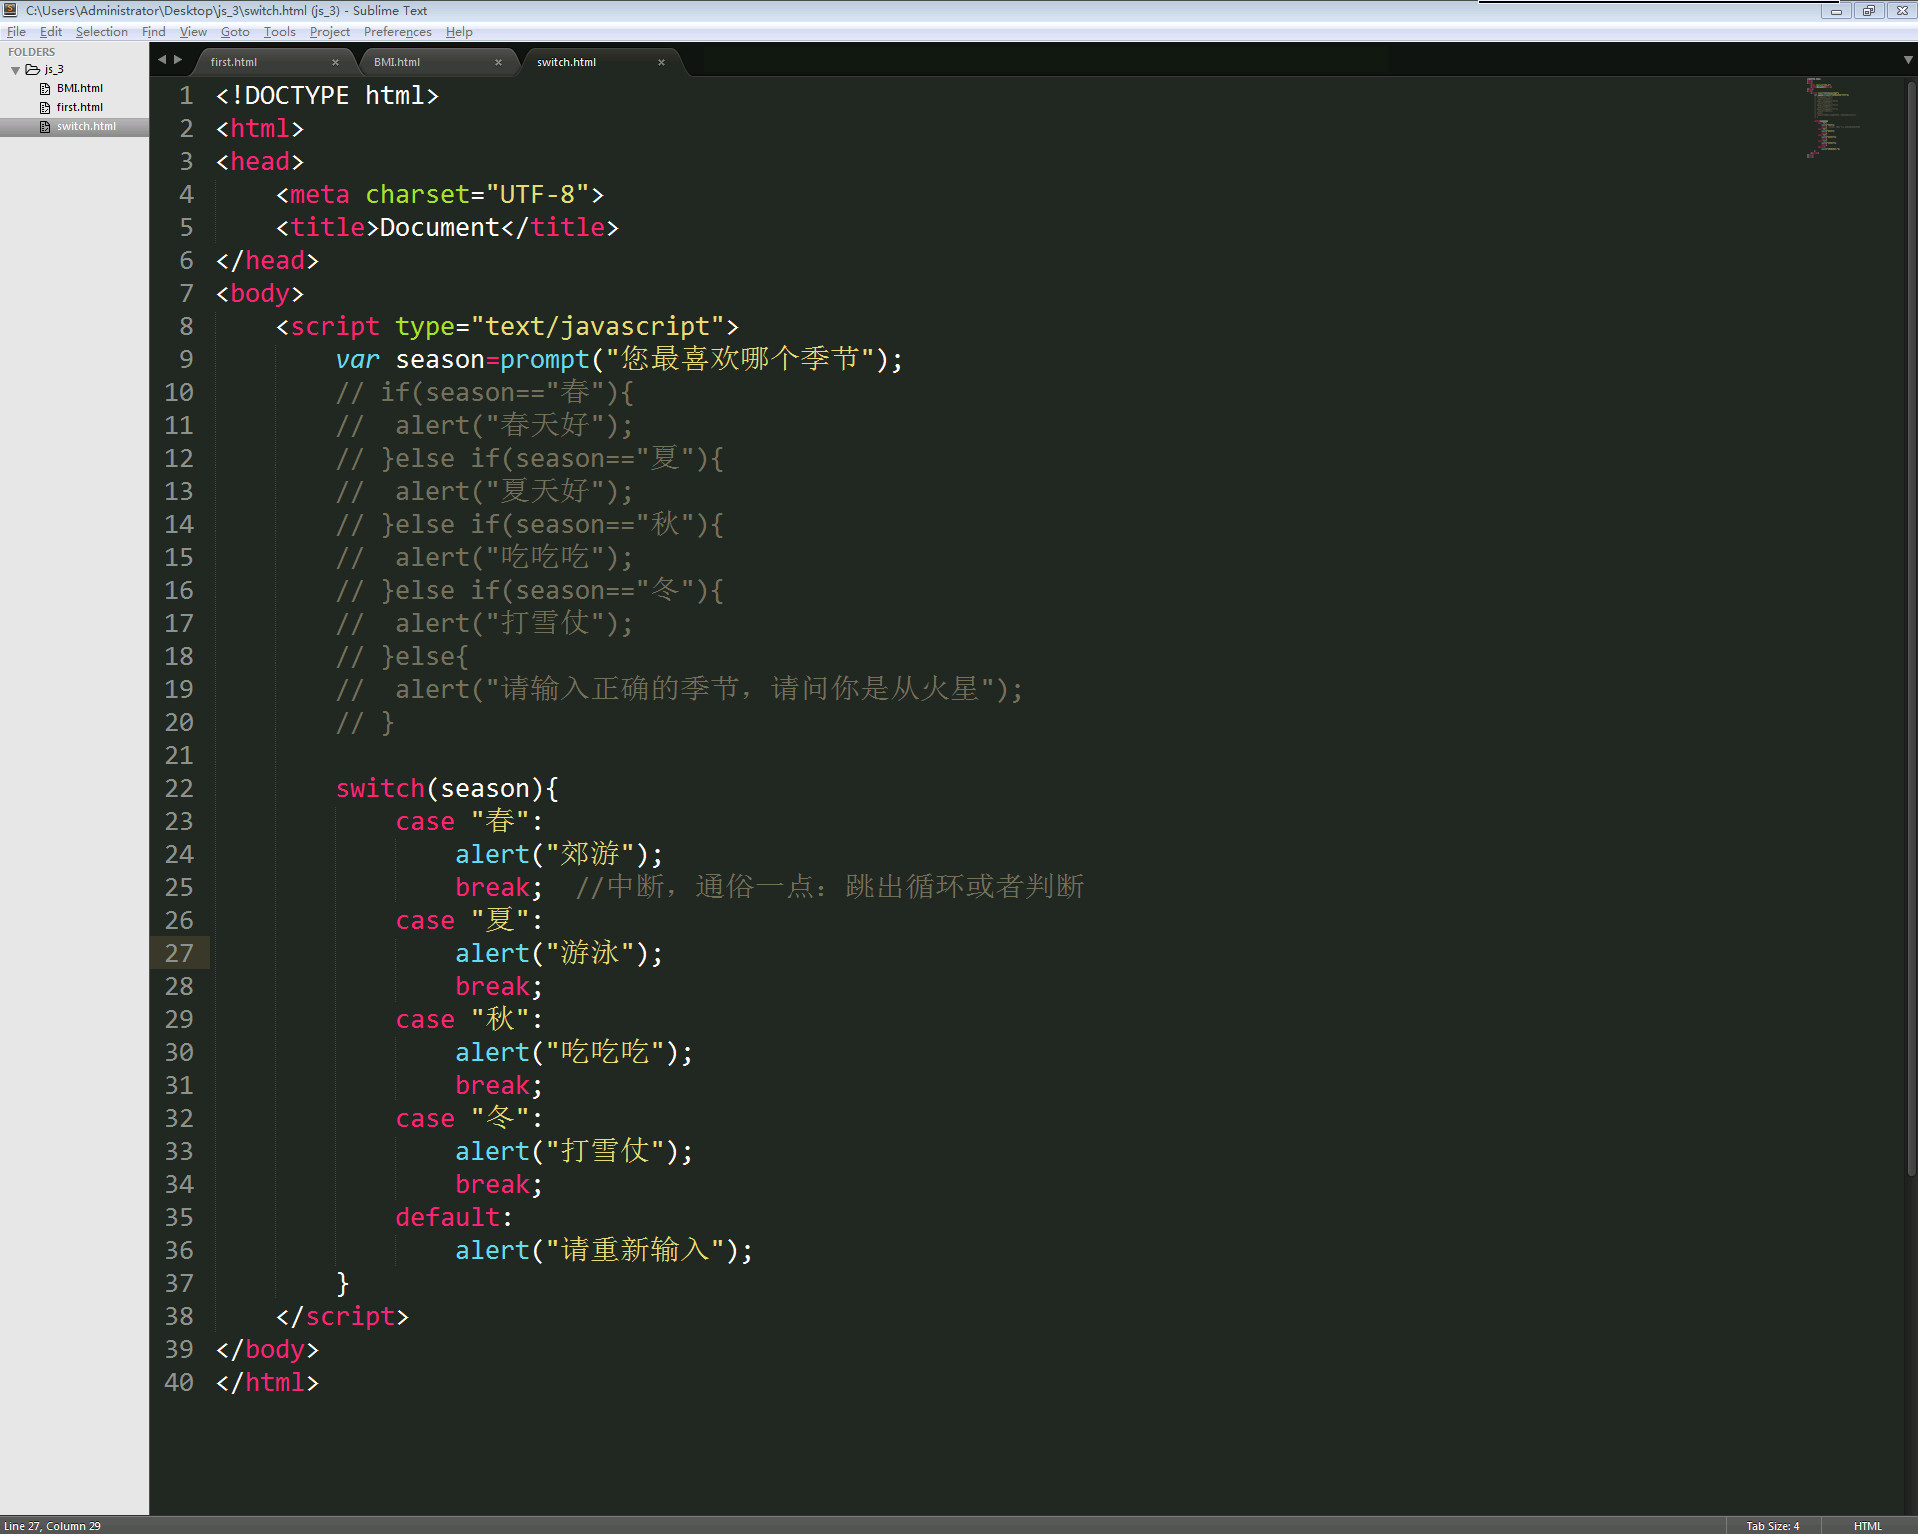 C:\Users\Administrator\Desktop\js_3\switch.html (js_3) - Sublime Text
File Edit Selection Find View Goto Tools Project Preferences Help
FOLDERS
js_3
BMI.html
first.html
switch.html
first.html BMI.html switch.html
1 <!DOCTYPE html>
2 <html>
3 <head>
4     <meta charset="UTF-8">
5     <title>Document</title>
6 </head>
7 <body>
8     <script type="text/javascript">
9         var season=prompt("您最喜欢哪个季节");
10         // if(season=="春"){
11         //  alert("春天好");
12         // }else if(season=="夏"){
13         //  alert("夏天好");
14         // }else if(season=="秋"){
15         //  alert("吃吃吃");
16         // }else if(season=="冬"){
17         //  alert("打雪仗");
18         // }else{
19         //  alert("请输入正确的季节，请问你是从火星");
20         // }
21
22         switch(season){
23             case "春":
24                 alert("郊游");
25                 break;  //中断，通俗一点：跳出循环或者判断
26             case "夏":
27                 alert("游泳");
28                 break;
29             case "秋":
30                 alert("吃吃吃");
31                 break;
32             case "冬":
33                 alert("打雪仗");
34                 break;
35             default:
36                 alert("请重新输入");
37         }
38     </script>
39 </body>
40 </html>
Line 27, Column 29 Tab Size: 4 HTML